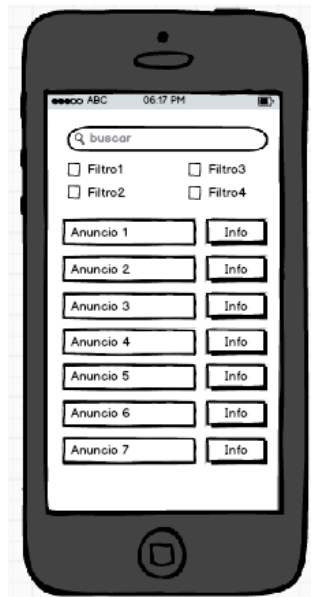 ABC 06:17 PM
buscar
Filtro1 Filtro3
Filtro2 Filtro4
Anuncio 1 Info
Anuncio 2 Info
Anuncio 3 Info
Anuncio 4 Info
Anuncio 5 Info
Anuncio 6 Info
Anuncio 7 Info